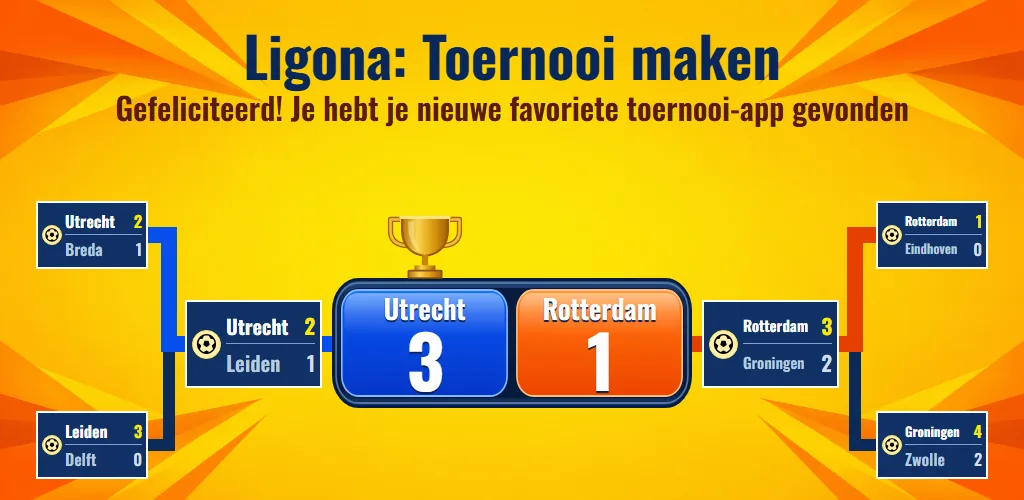 Ligona: Toernooi maken
Gefeliciteerd! Je hebt je nieuwe favoriete toernooi-app gevonden
Utrecht 2
Breda 1
Leiden 3
Delft 0
Utrecht 2
Leiden 1
Utrecht
3
Rotterdam
1
Rotterdam 3
Groningen 2
Rotterdam 1
Eindhoven 0
Groningen 4
Zwolle 2